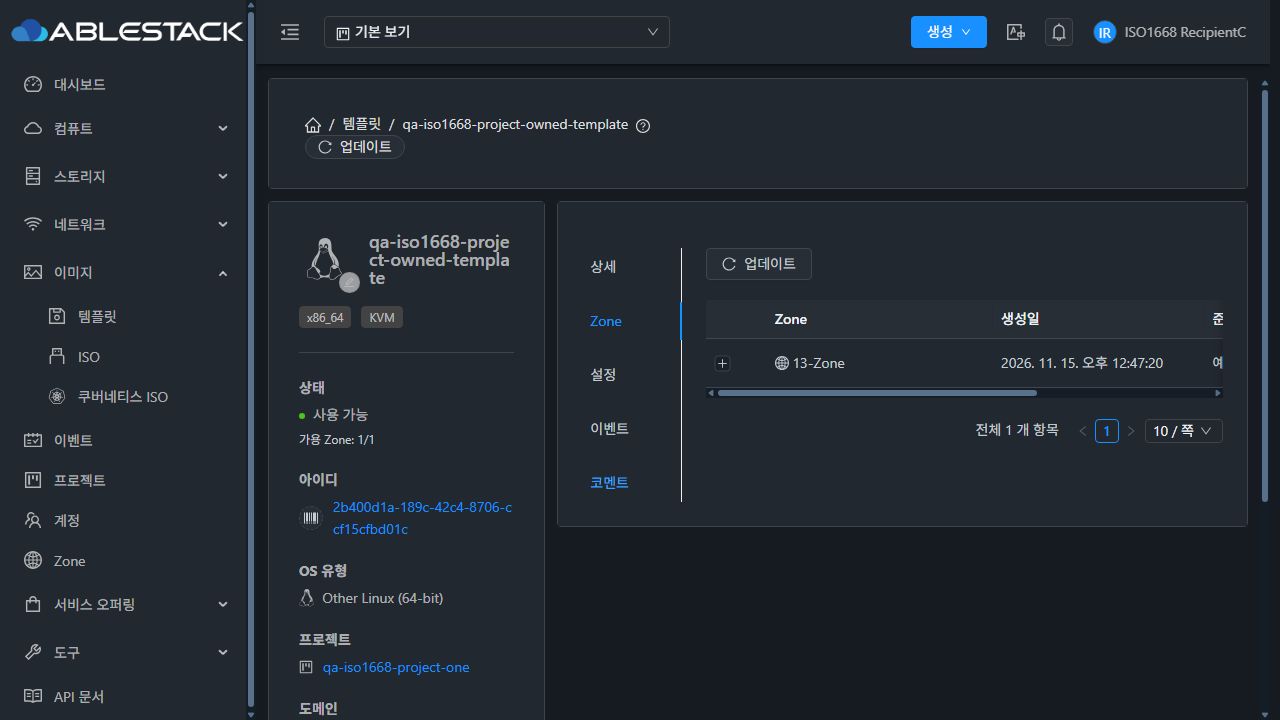 ABLESTACK
기본 보기
생성
IR
ISO1668 RecipientC
대시보드
컴퓨트
스토리지
네트워크
이미지
템플릿
ISO
쿠버네티스 ISO
이벤트
프로젝트
계정
Zone
서비스 오퍼링
도구
API 문서
/ 템플릿 / qa-iso1668-project-owned-template
업데이트
qa-iso1668-proje
ct-owned-templa
te
x86_64
KVM
상태
사용 가능
가용 Zone: 1/1
아이디
2b400d1a-189c-42c4-8706-c
cf15cfbd01c
OS 유형
Other Linux (64-bit)
프로젝트
qa-iso1668-project-one
도메인
상세
Zone
설정
이벤트
코멘트
업데이트
Zone 생성일 준
13-Zone 2026. 11. 15. 오후 12:47:20 예
전체 1 개 항목
1
10 / 쪽